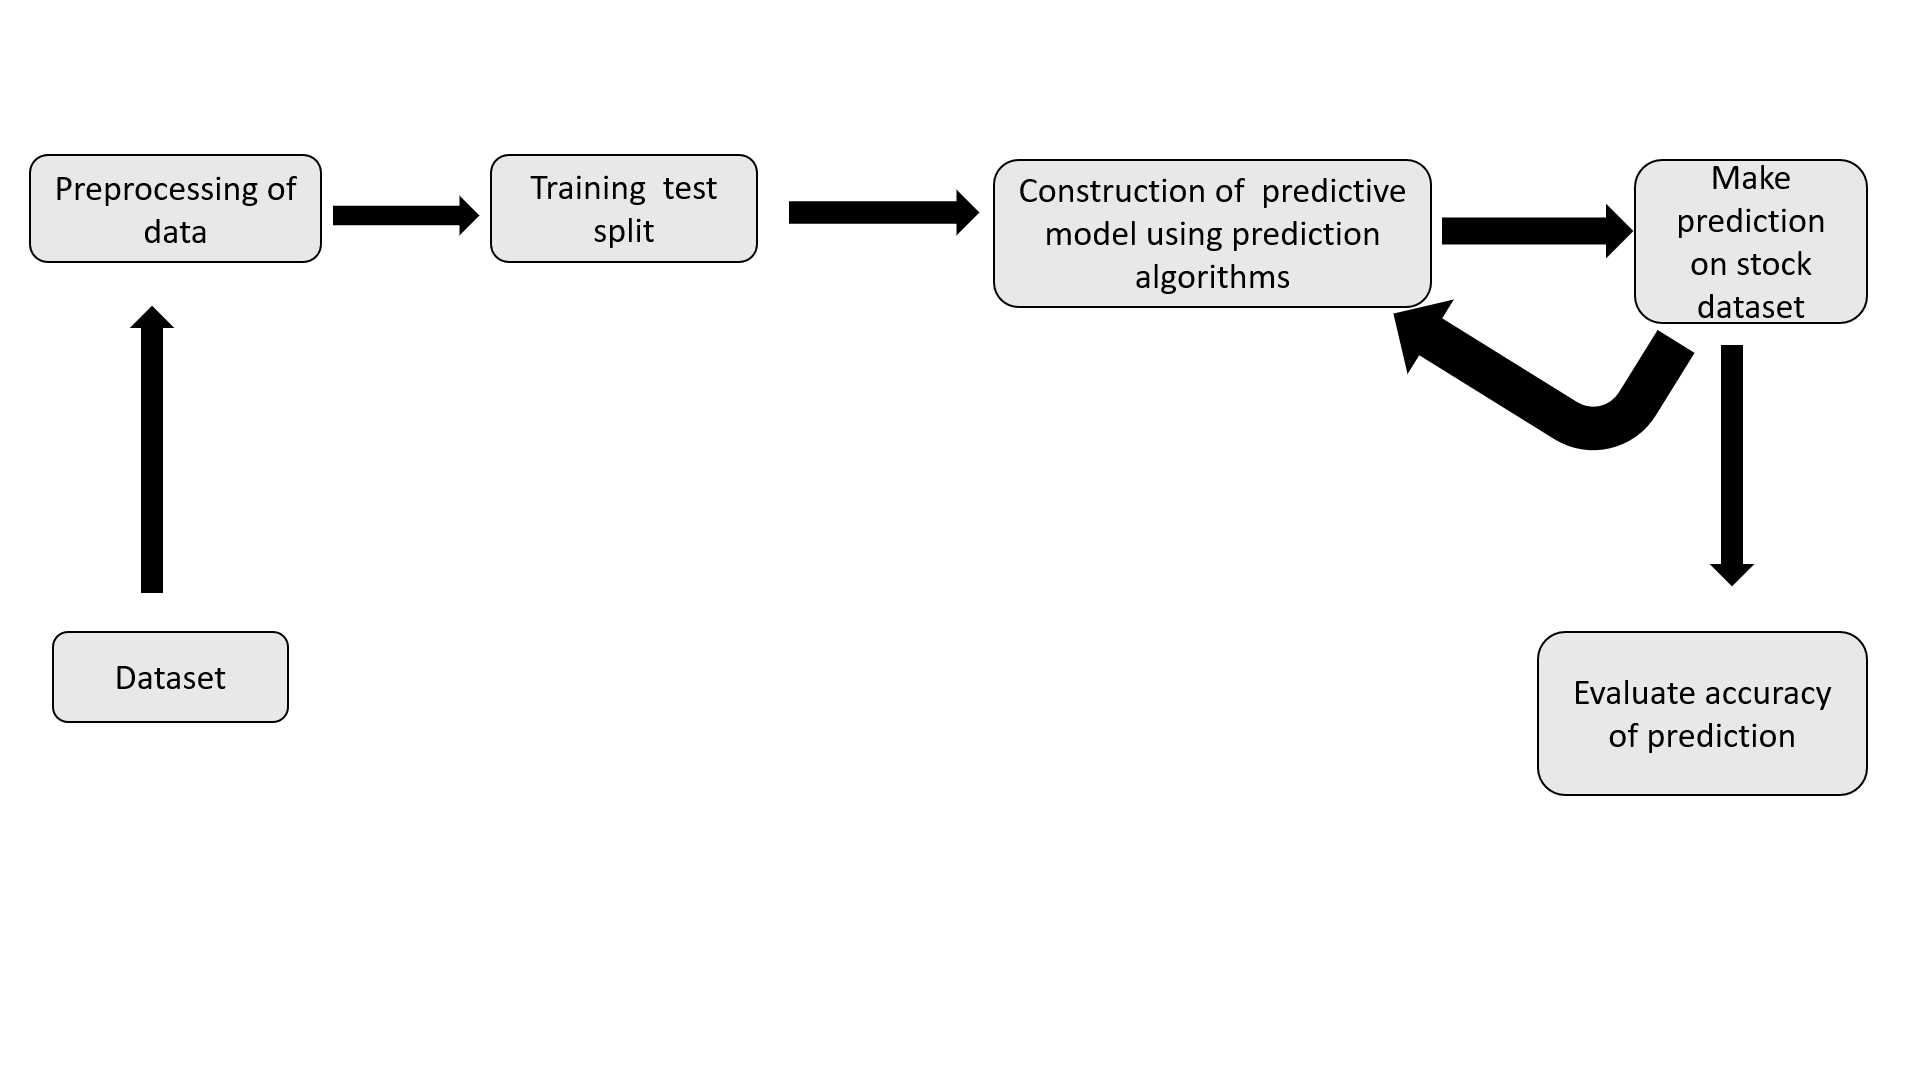 Preprocessing of
data
Training  test
split
Construction of  predictive
model using prediction
algorithms
Make
prediction
on stock
dataset
Dataset
Evaluate accuracy
of prediction